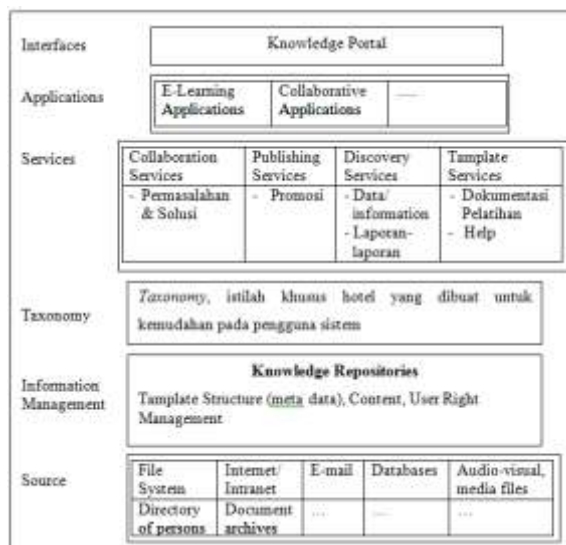 Interfaces
Knowledge Portal
Applications
E-Learning Applications
Collaborative Applications
......
Services
Collaboration Services
Publishing Services
Discovery Services
Tamplate Services
- Permasalahan & Solusi
- Promosi
- Data/ information
- Laporan-laporan
- Dokumentasi Pelatihan
- Help
Taxonomy
Taxonomy, istilah khusus hotel yang dibuat untuk
kemudahan pada pengguna sistem
Information Management
Knowledge Repositories
Tamplate Structure (meta data), Content, User Right
Management
Source
File System
Internet/ Intranet
E-mail
Databases
Audio-visual, media files
Directory of persons
Document archives
...
...
...